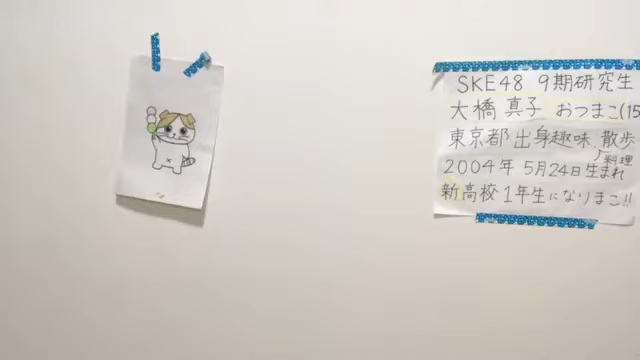 SKE48 9期研究生
大橋真子 おつまこ(15
東京都出身趣味、散歩
料理
2004年 5月24日生まれ
新高校1年生になりまこ!!